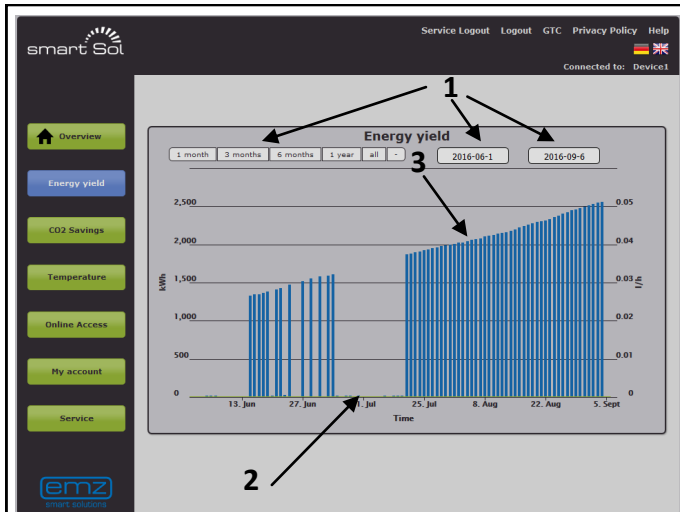 Service Logout Logout GTC Privacy Policy Help
smart Sol
Connected to: Device1
1
Overview
Energy yield
1 month 3 months 6 months 1 year all -
3
2016-06-1 2016-09-6
Energy yield
2,500 0.05
CO2 Savings
2,000 0.04
Temperature
kWh
1,500 0.03
l/h
Online Access
1,000 0.02
500 0.01
My account
0 0
13. Jun 27. Jun . Jul 25. Jul 8. Aug 22. Aug 5. Sept
Service
Time
2
emz
smart solutions